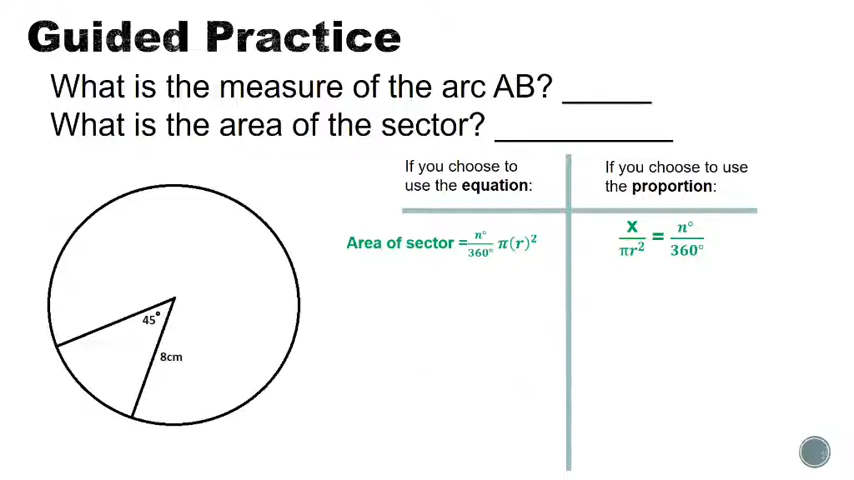 Guided Practice
What is the measure of the arc AB? _____
What is the area of the sector? __________
If you choose to
use the equation:
If you choose to use
the proportion:
Area of sector = n°/360° π(r)²
x/πr² = n°/360°
45°
8cm